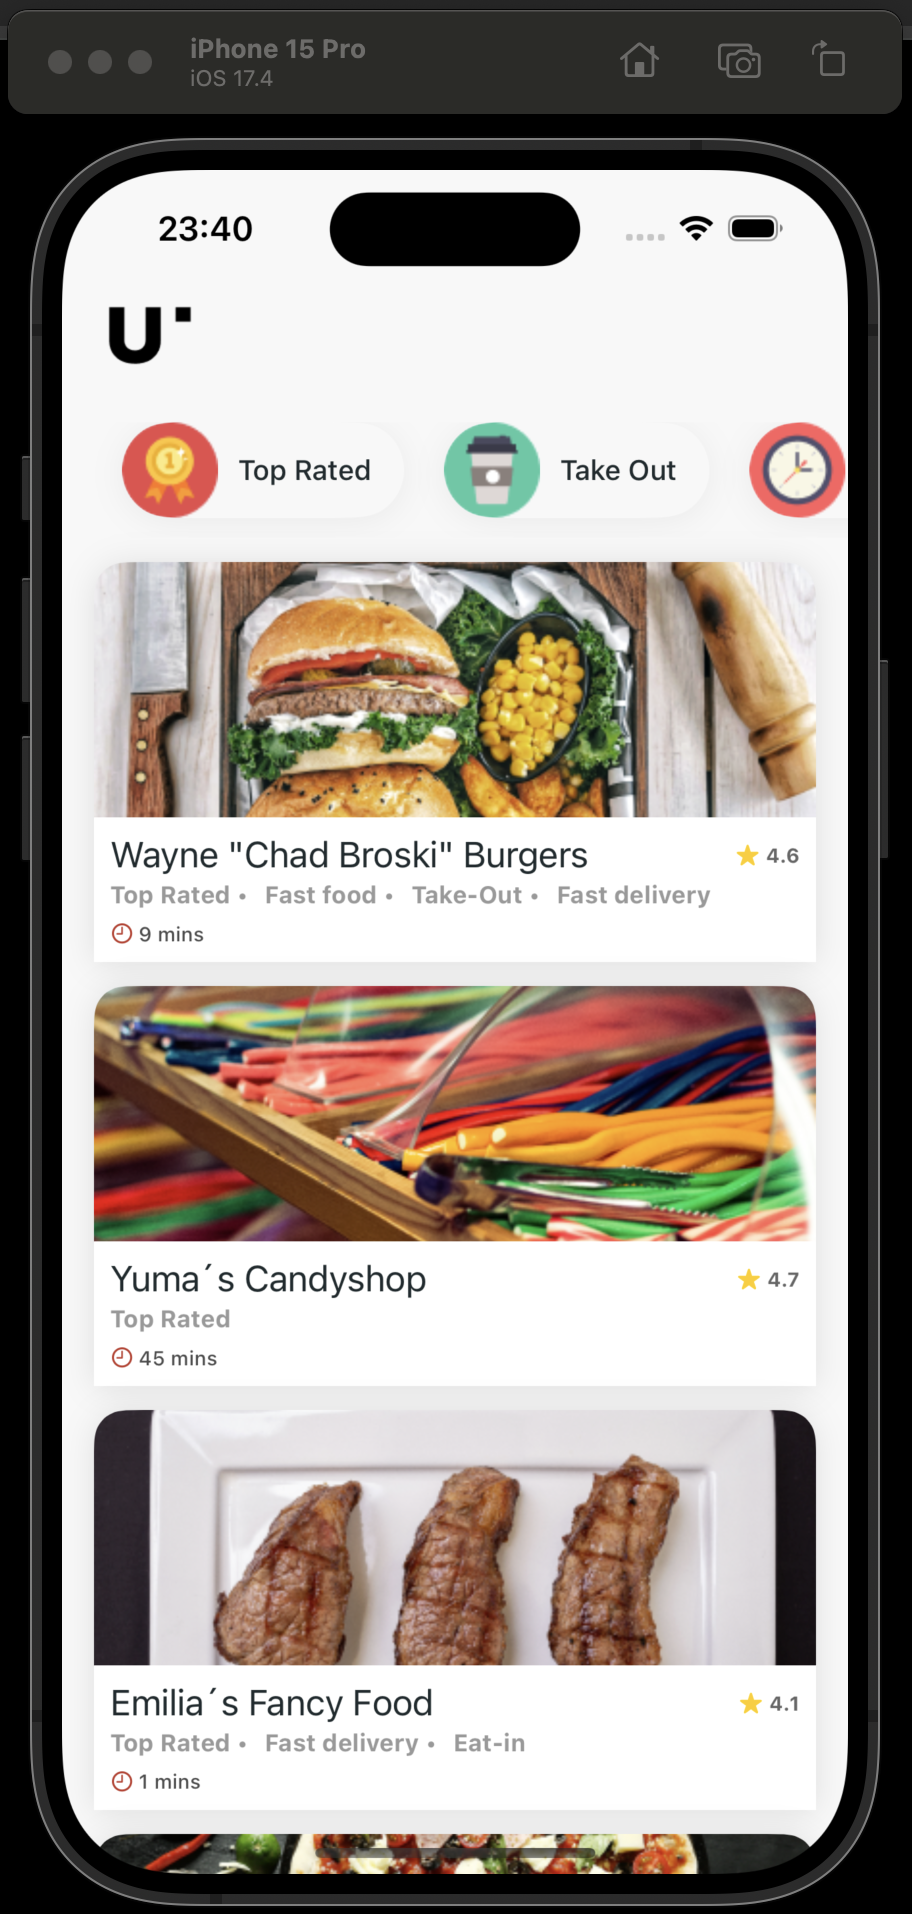 iPhone 15 Pro
iOS 17.4
23:40
U
1
Top Rated
Take Out
Wayne "Chad Broski" Burgers
4.6
Top Rated • Fast food • Take-Out • Fast delivery
9 mins
Yuma´s Candyshop
4.7
Top Rated
45 mins
Emilia´s Fancy Food
4.1
Top Rated • Fast delivery • Eat-in
1 mins